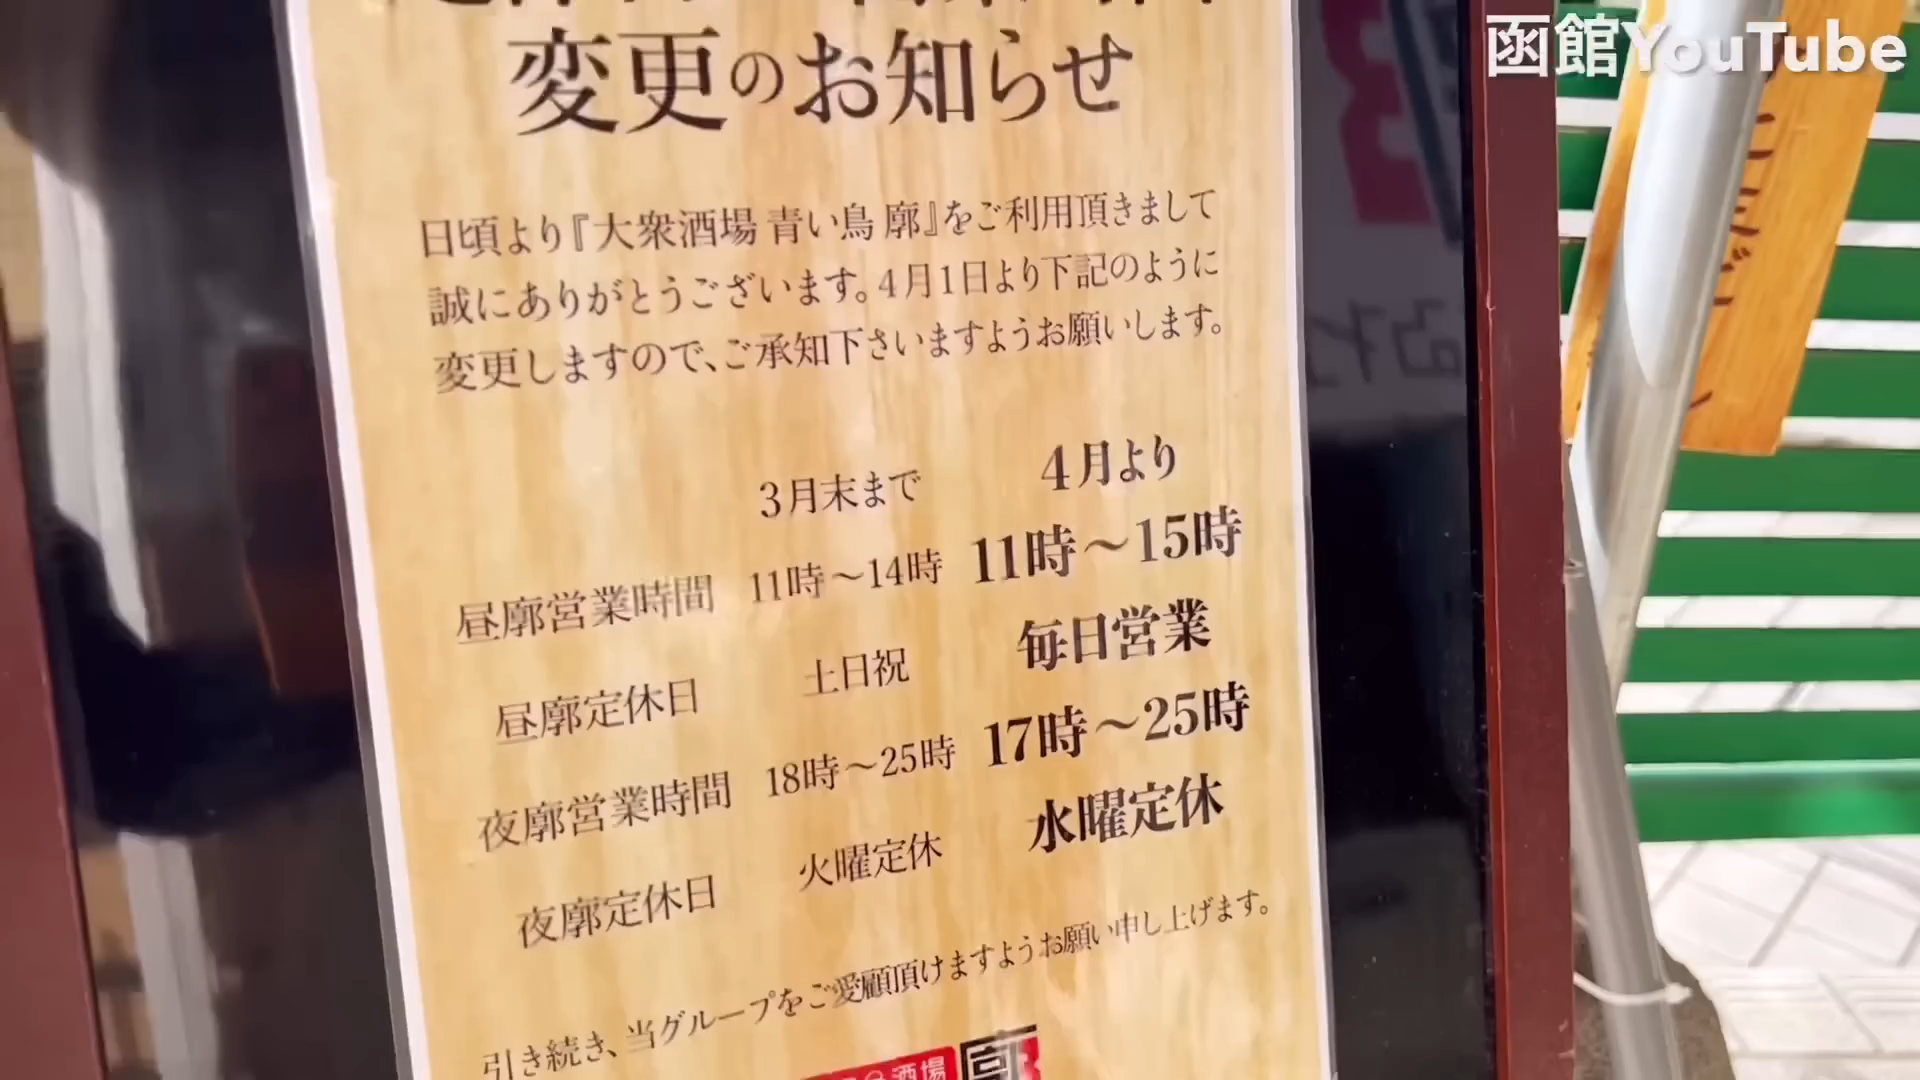 函館YouTube
変更のお知らせ
日頃より『大衆酒場 青い鳥 廓』をご利用頂きまして
誠にありがとうございます。4月1日より下記のように
変更しますので、ご承知下さいますようお願いします。
3月末まで 4月より
昼廓営業時間 11時～14時 11時～15時
昼廓定休日 土日祝 毎日営業
夜廓営業時間 18時～25時 17時～25時
夜廓定休日 火曜定休 水曜定休
引き続き、当グループをご愛顧頂けますようお願い申し上げます。
酒場